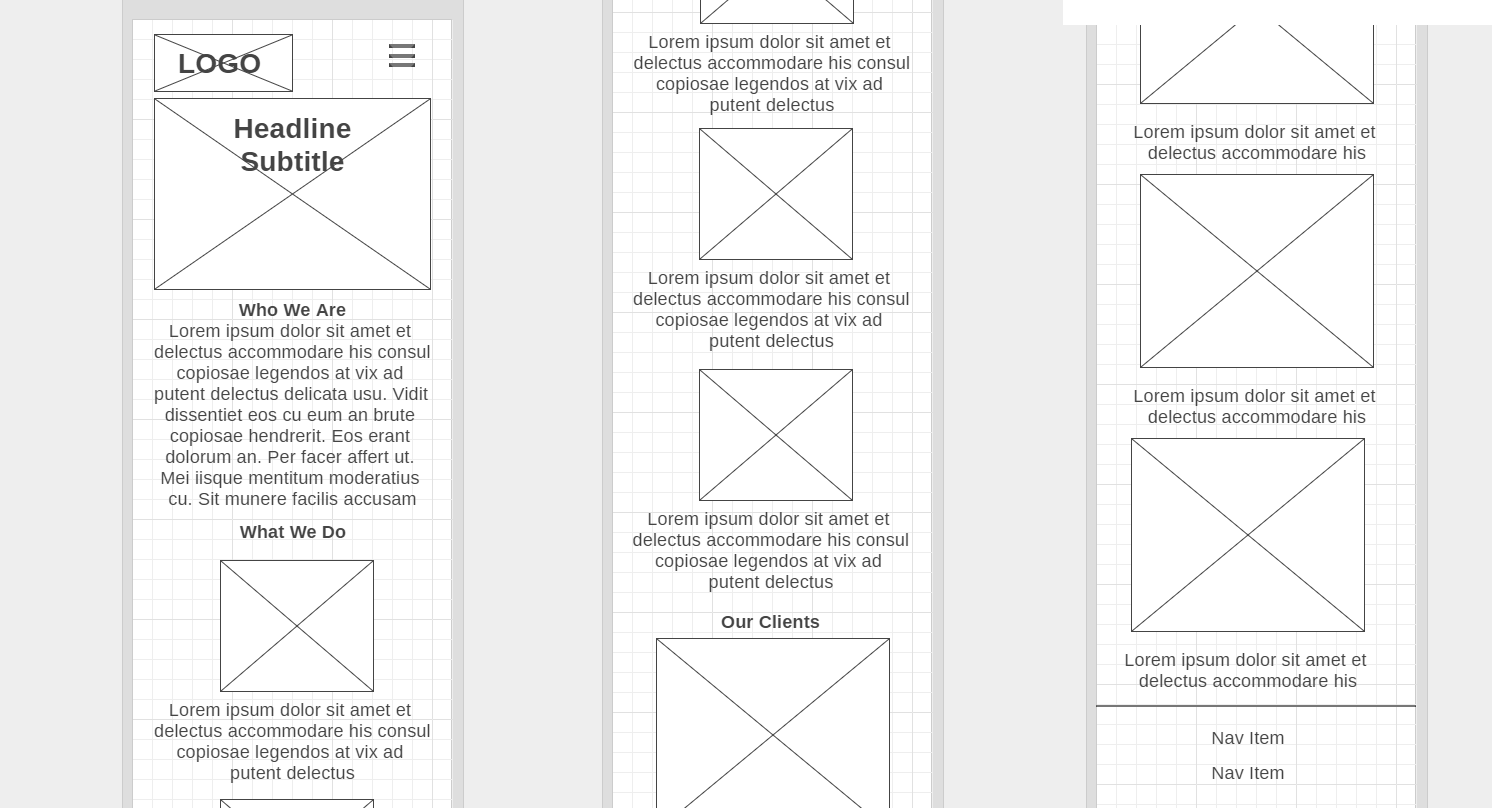 LOGO
Headline
Subtitle
Who We Are
Lorem ipsum dolor sit amet et
delectus accommodare his consul
copiosae legendos at vix ad
putent delectus delicata usu. Vidit
dissentiet eos cu eum an brute
copiosae hendrerit. Eos erant
dolorum an. Per facer affert ut.
Mei iisque mentitum moderatius
cu. Sit munere facilis accusam
What We Do
Lorem ipsum dolor sit amet et
delectus accommodare his consul
copiosae legendos at vix ad
putent delectus
Lorem ipsum dolor sit amet et
delectus accommodare his consul
copiosae legendos at vix ad
putent delectus
Lorem ipsum dolor sit amet et
delectus accommodare his consul
copiosae legendos at vix ad
putent delectus
Lorem ipsum dolor sit amet et
delectus accommodare his consul
copiosae legendos at vix ad
putent delectus
Our Clients
Lorem ipsum dolor sit amet et
delectus accommodare his
Lorem ipsum dolor sit amet et
delectus accommodare his
Lorem ipsum dolor sit amet et
delectus accommodare his
Nav Item
Nav Item